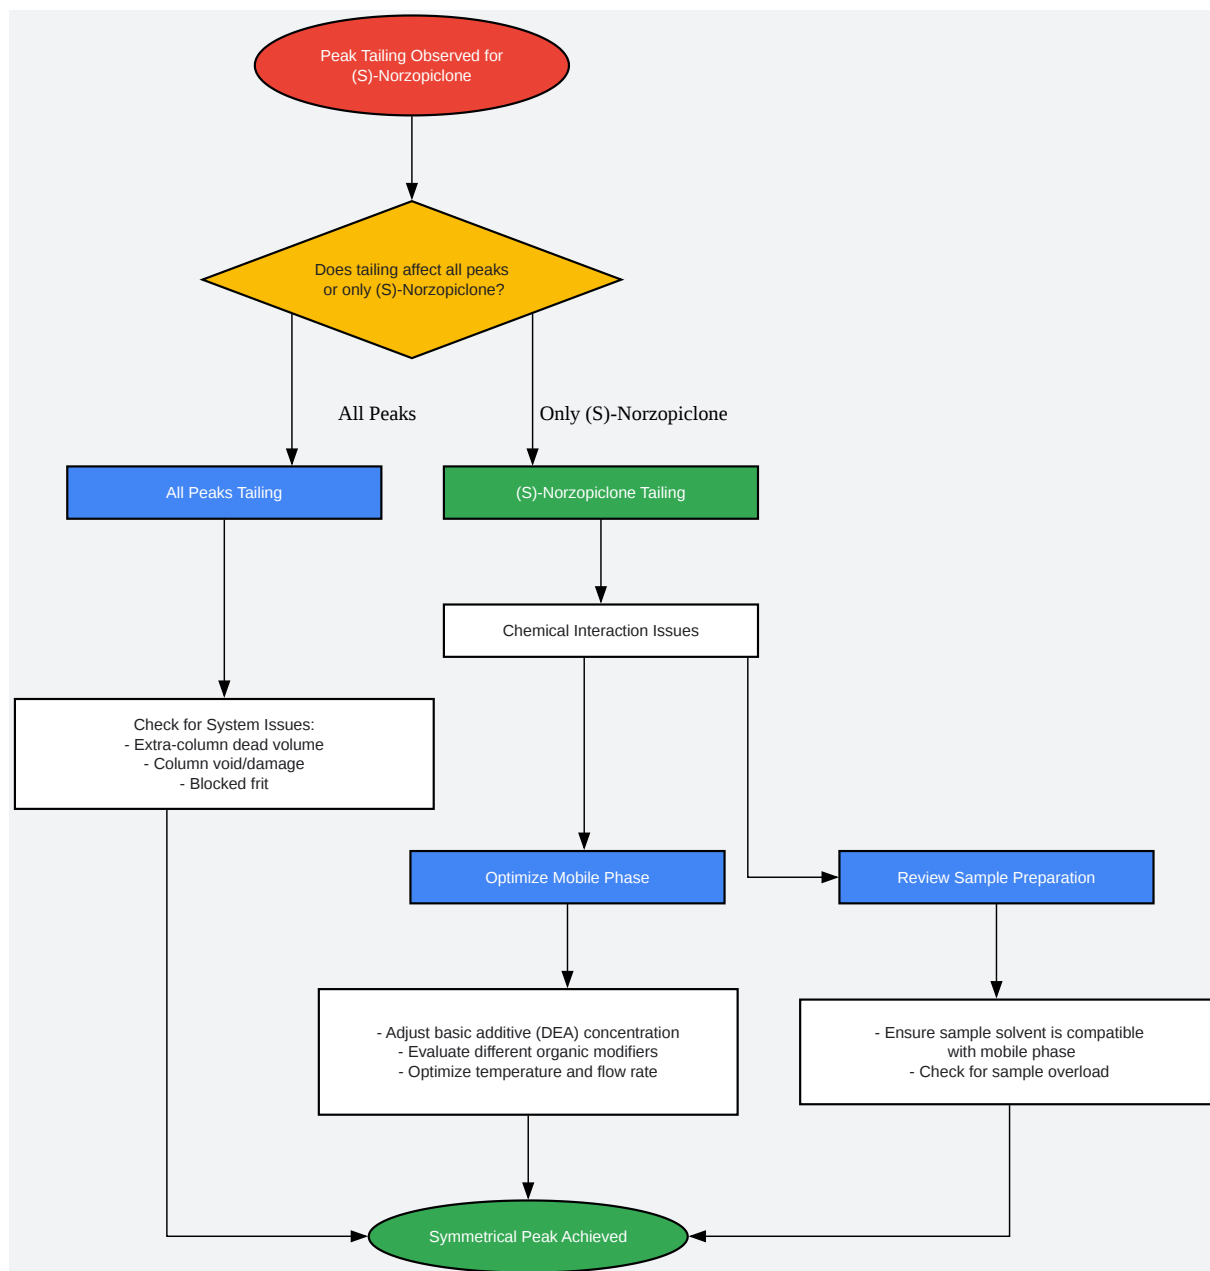 Peak Tailing Observed for
(S)-Norzopiclone
Does tailing affect all peaks
or only (S)-Norzopiclone?
All Peaks
Only (S)-Norzopiclone
All Peaks Tailing
(S)-Norzopiclone Tailing
Chemical Interaction Issues
Check for System Issues:
- Extra-column dead volume
- Column void/damage
- Blocked frit
Optimize Mobile Phase
Review Sample Preparation
- Adjust basic additive (DEA) concentration
- Evaluate different organic modifiers
- Optimize temperature and flow rate
- Ensure sample solvent is compatible
with mobile phase
- Check for sample overload
Symmetrical Peak Achieved